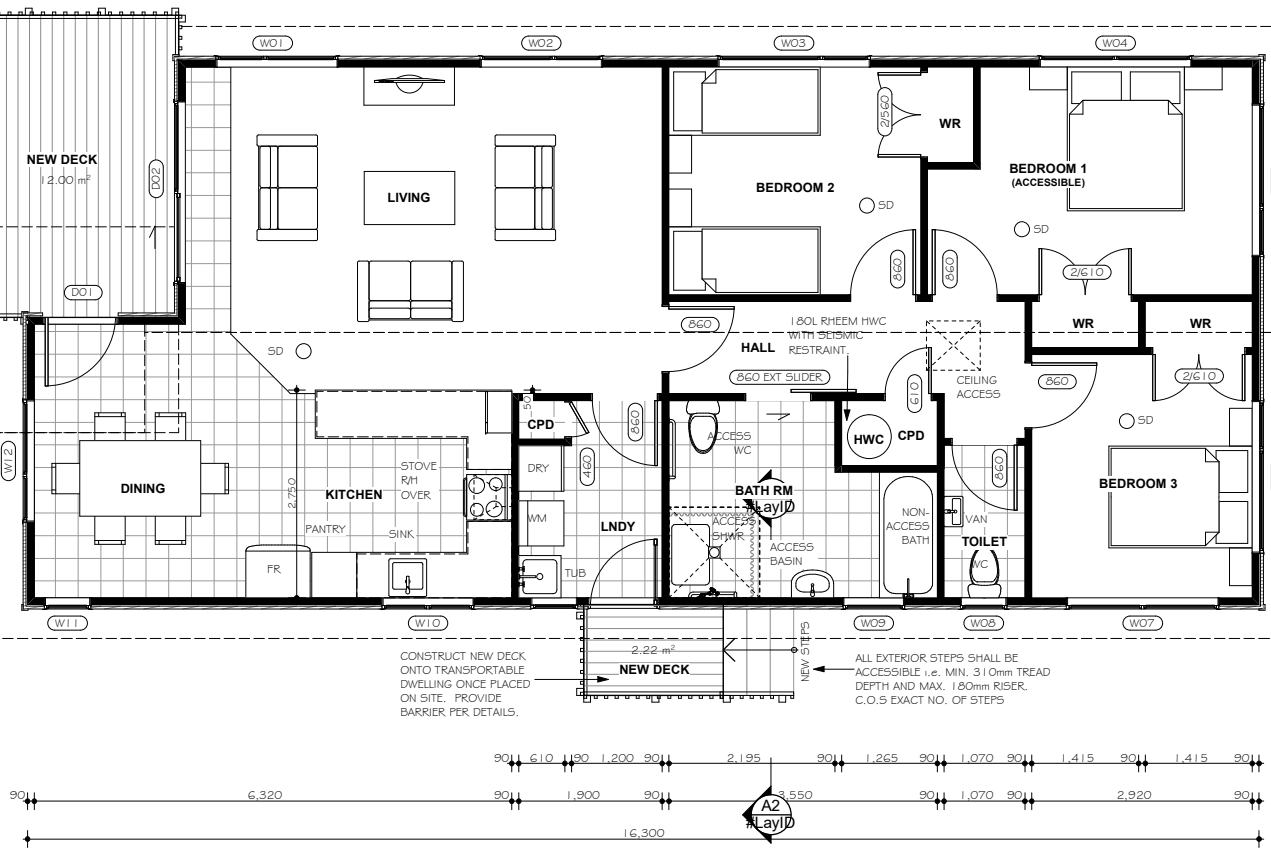 W01
W02
W03
W04
NEW DECK
12.00 m²
D02
D01
LIVING
BEDROOM 2
2/560
WR
BEDROOM 1
(ACCESSIBLE)
SD
SD
860
860
2/610
WR
WR
860
HALL
180L RHEEM HWC
WITH SEISMIC
RESTRAINT.
860 EXT SLIDER
610
CEILING
ACCESS
860
2/610
SD
SD
W12
DINING
2,750
KITCHEN
STOVE
R/H
OVER
PANTRY
SINK
FR
50
CPD
860
460
DRY
WM
LNDY
TUB
ACCESS
WC
BATH RM
#LayID
ACCESS
SHWR
ACCESS
BASIN
HWC
CPD
NON-
ACCESS
BATH
860
VAN
TOILET
WC
BEDROOM 3
W11
W10
W09
W08
W07
2.22 m²
NEW DECK
NEW STEPS
CONSTRUCT NEW DECK
ONTO TRANSPORTABLE
DWELLING ONCE PLACED
ON SITE. PROVIDE
BARRIER PER DETAILS.
ALL EXTERIOR STEPS SHALL BE
ACCESSIBLE i.e. MIN. 310mm TREAD
DEPTH AND MAX. 180mm RISER.
C.O.S EXACT NO. OF STEPS
90 610 90 1,200 90 2,195 90 1,265 90 1,070 90 1,415 90 1,415 90
90 6,320 90 1,900 90 3,550 90 1,070 90 2,920 90
A2
#LayID
16,300